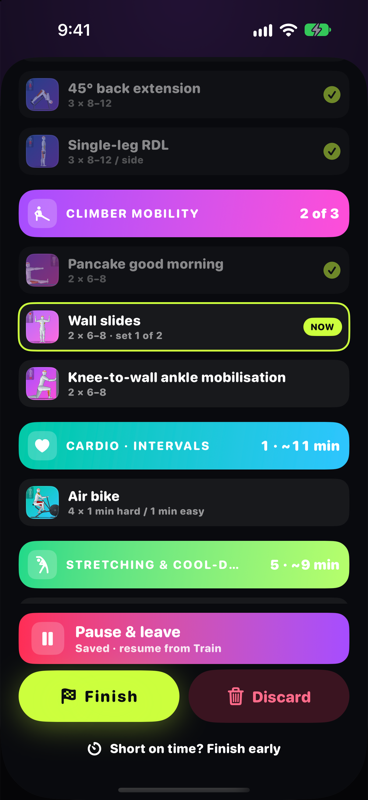 9:41
45° back extension
3 × 8–12
Single-leg RDL
3 × 8–12 / side
CLIMBER MOBILITY
2 of 3
Pancake good morning
2 × 6–8
Wall slides
2 × 6–8 · set 1 of 2
NOW
Knee-to-wall ankle mobilisation
2 × 6–8
CARDIO · INTERVALS
1 · ~11 min
Air bike
4 × 1 min hard / 1 min easy
STRETCHING & COOL-D...
5 · ~9 min
Pause & leave
Saved · resume from Train
Finish
Discard
Short on time? Finish early